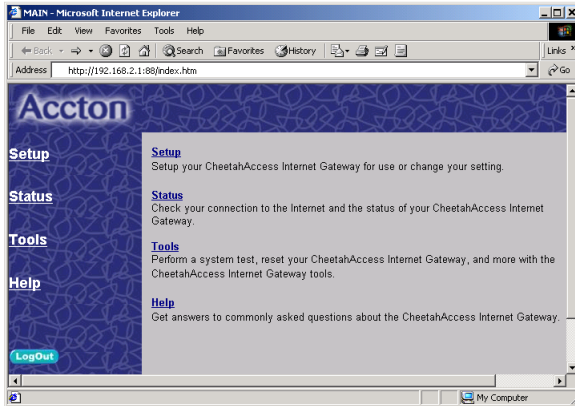 MAIN - Microsoft Internet Explorer
File Edit View Favorites Tools Help
Back Search Favorites History Links »
Address http://192.168.2.1:88/index.htm Go
Accton
Setup
Status
Tools
Help
LogOut
Setup
Setup your CheetahAccess Internet Gateway for use or change your setting.
Status
Check your connection to the Internet and the status of your CheetahAccess Internet
Gateway.
Tools
Perform a system test, reset your CheetahAccess Internet Gateway, and more with the
CheetahAccess Internet Gateway tools.
Help
Get answers to commonly asked questions about the CheetahAccess Internet Gateway.
My Computer